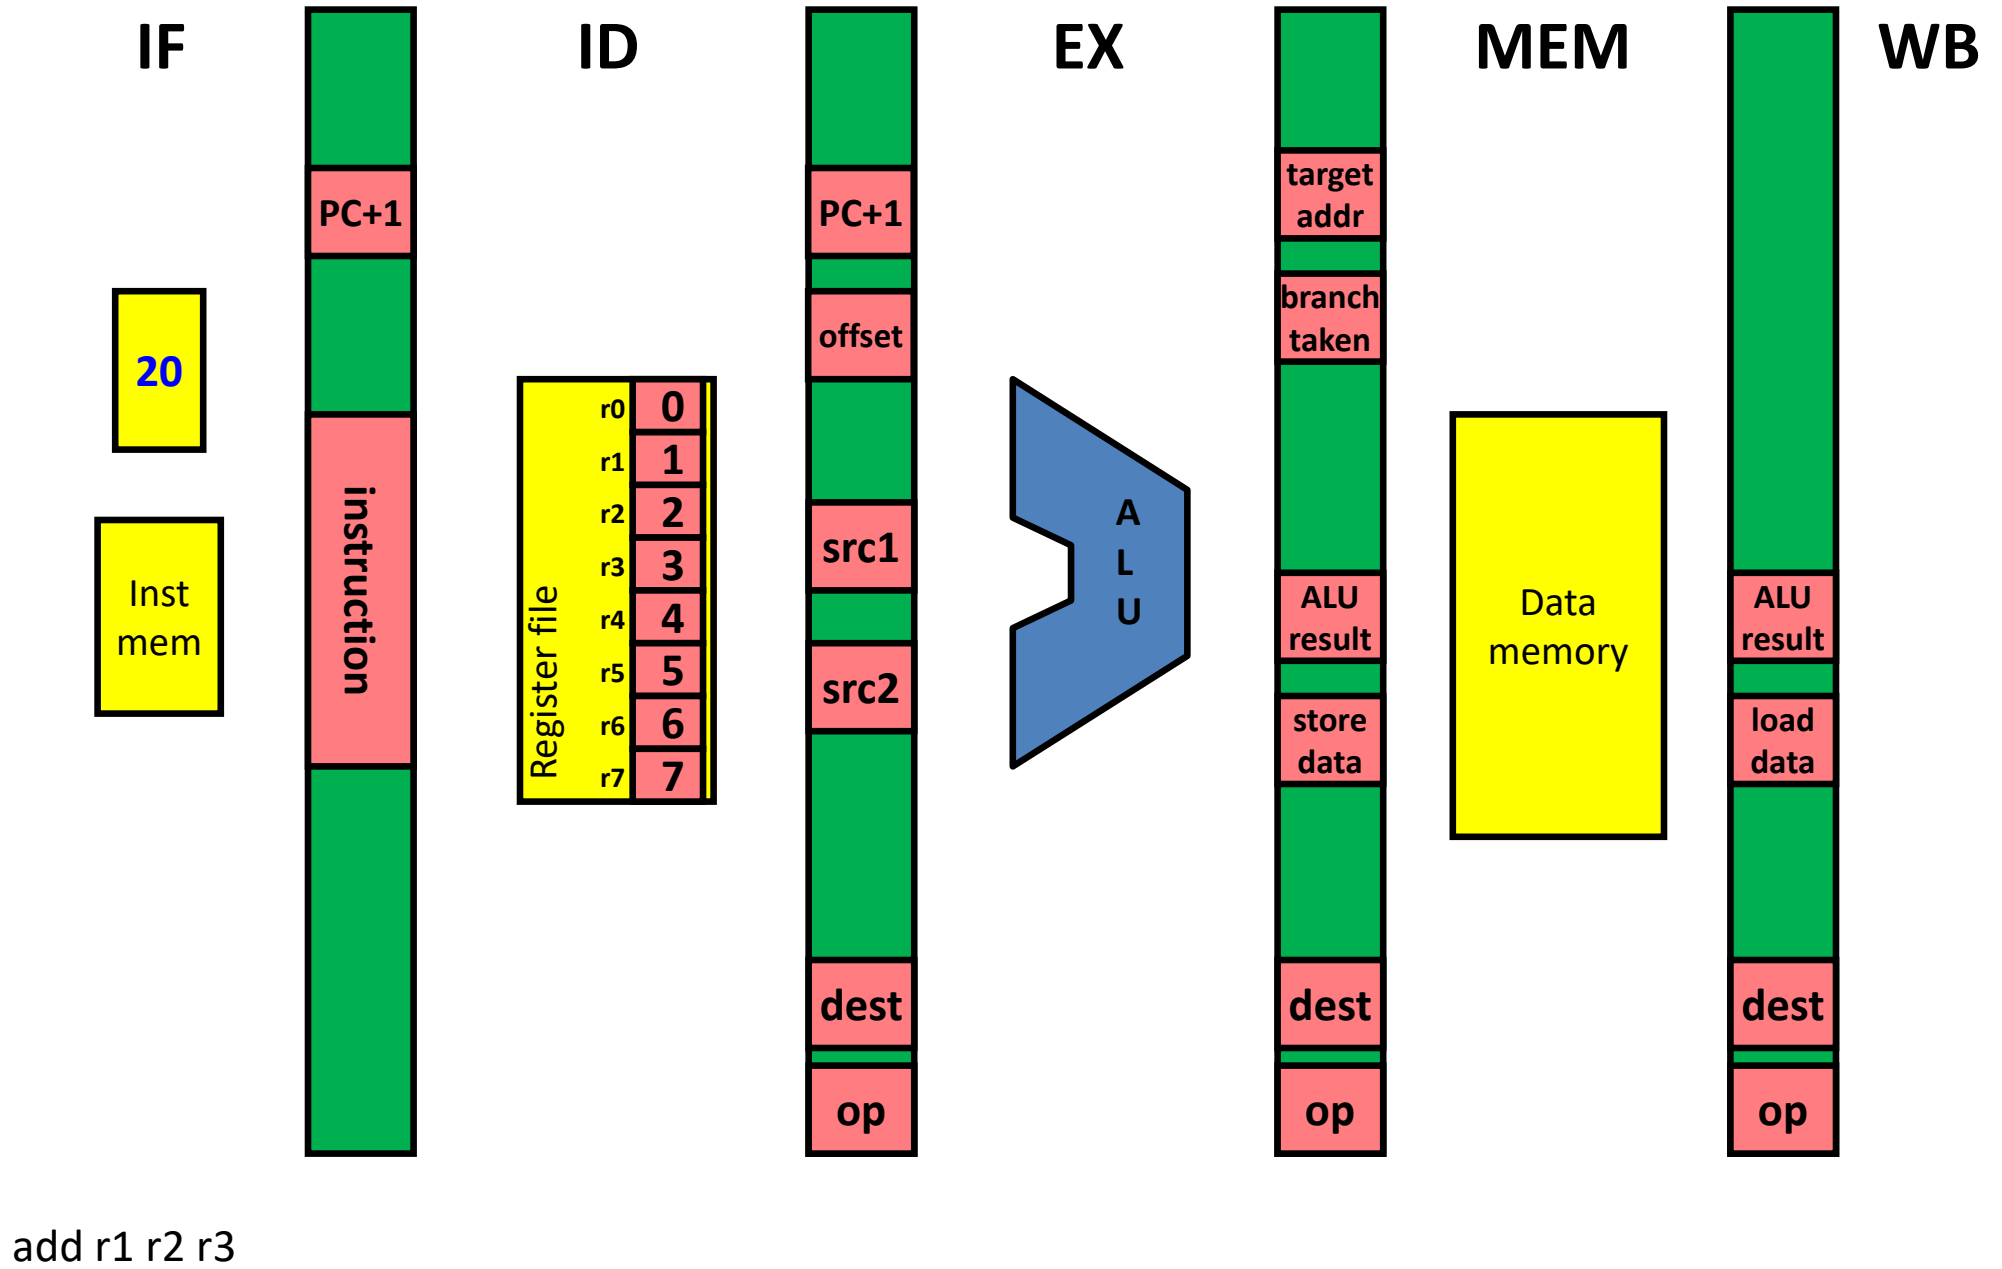 IF
ID
EX
MEM
WB
PC+1
PC+1
target
addr
20
offset
branch
taken
instruction
Inst
mem
Register file
r0 0
r1 1
r2 2
r3 3
r4 4
r5 5
r6 6
r7 7
src1
src2
A
L
U
ALU
result
store
data
Data
memory
ALU
result
load
data
dest
dest
dest
op
op
op
add r1 r2 r3